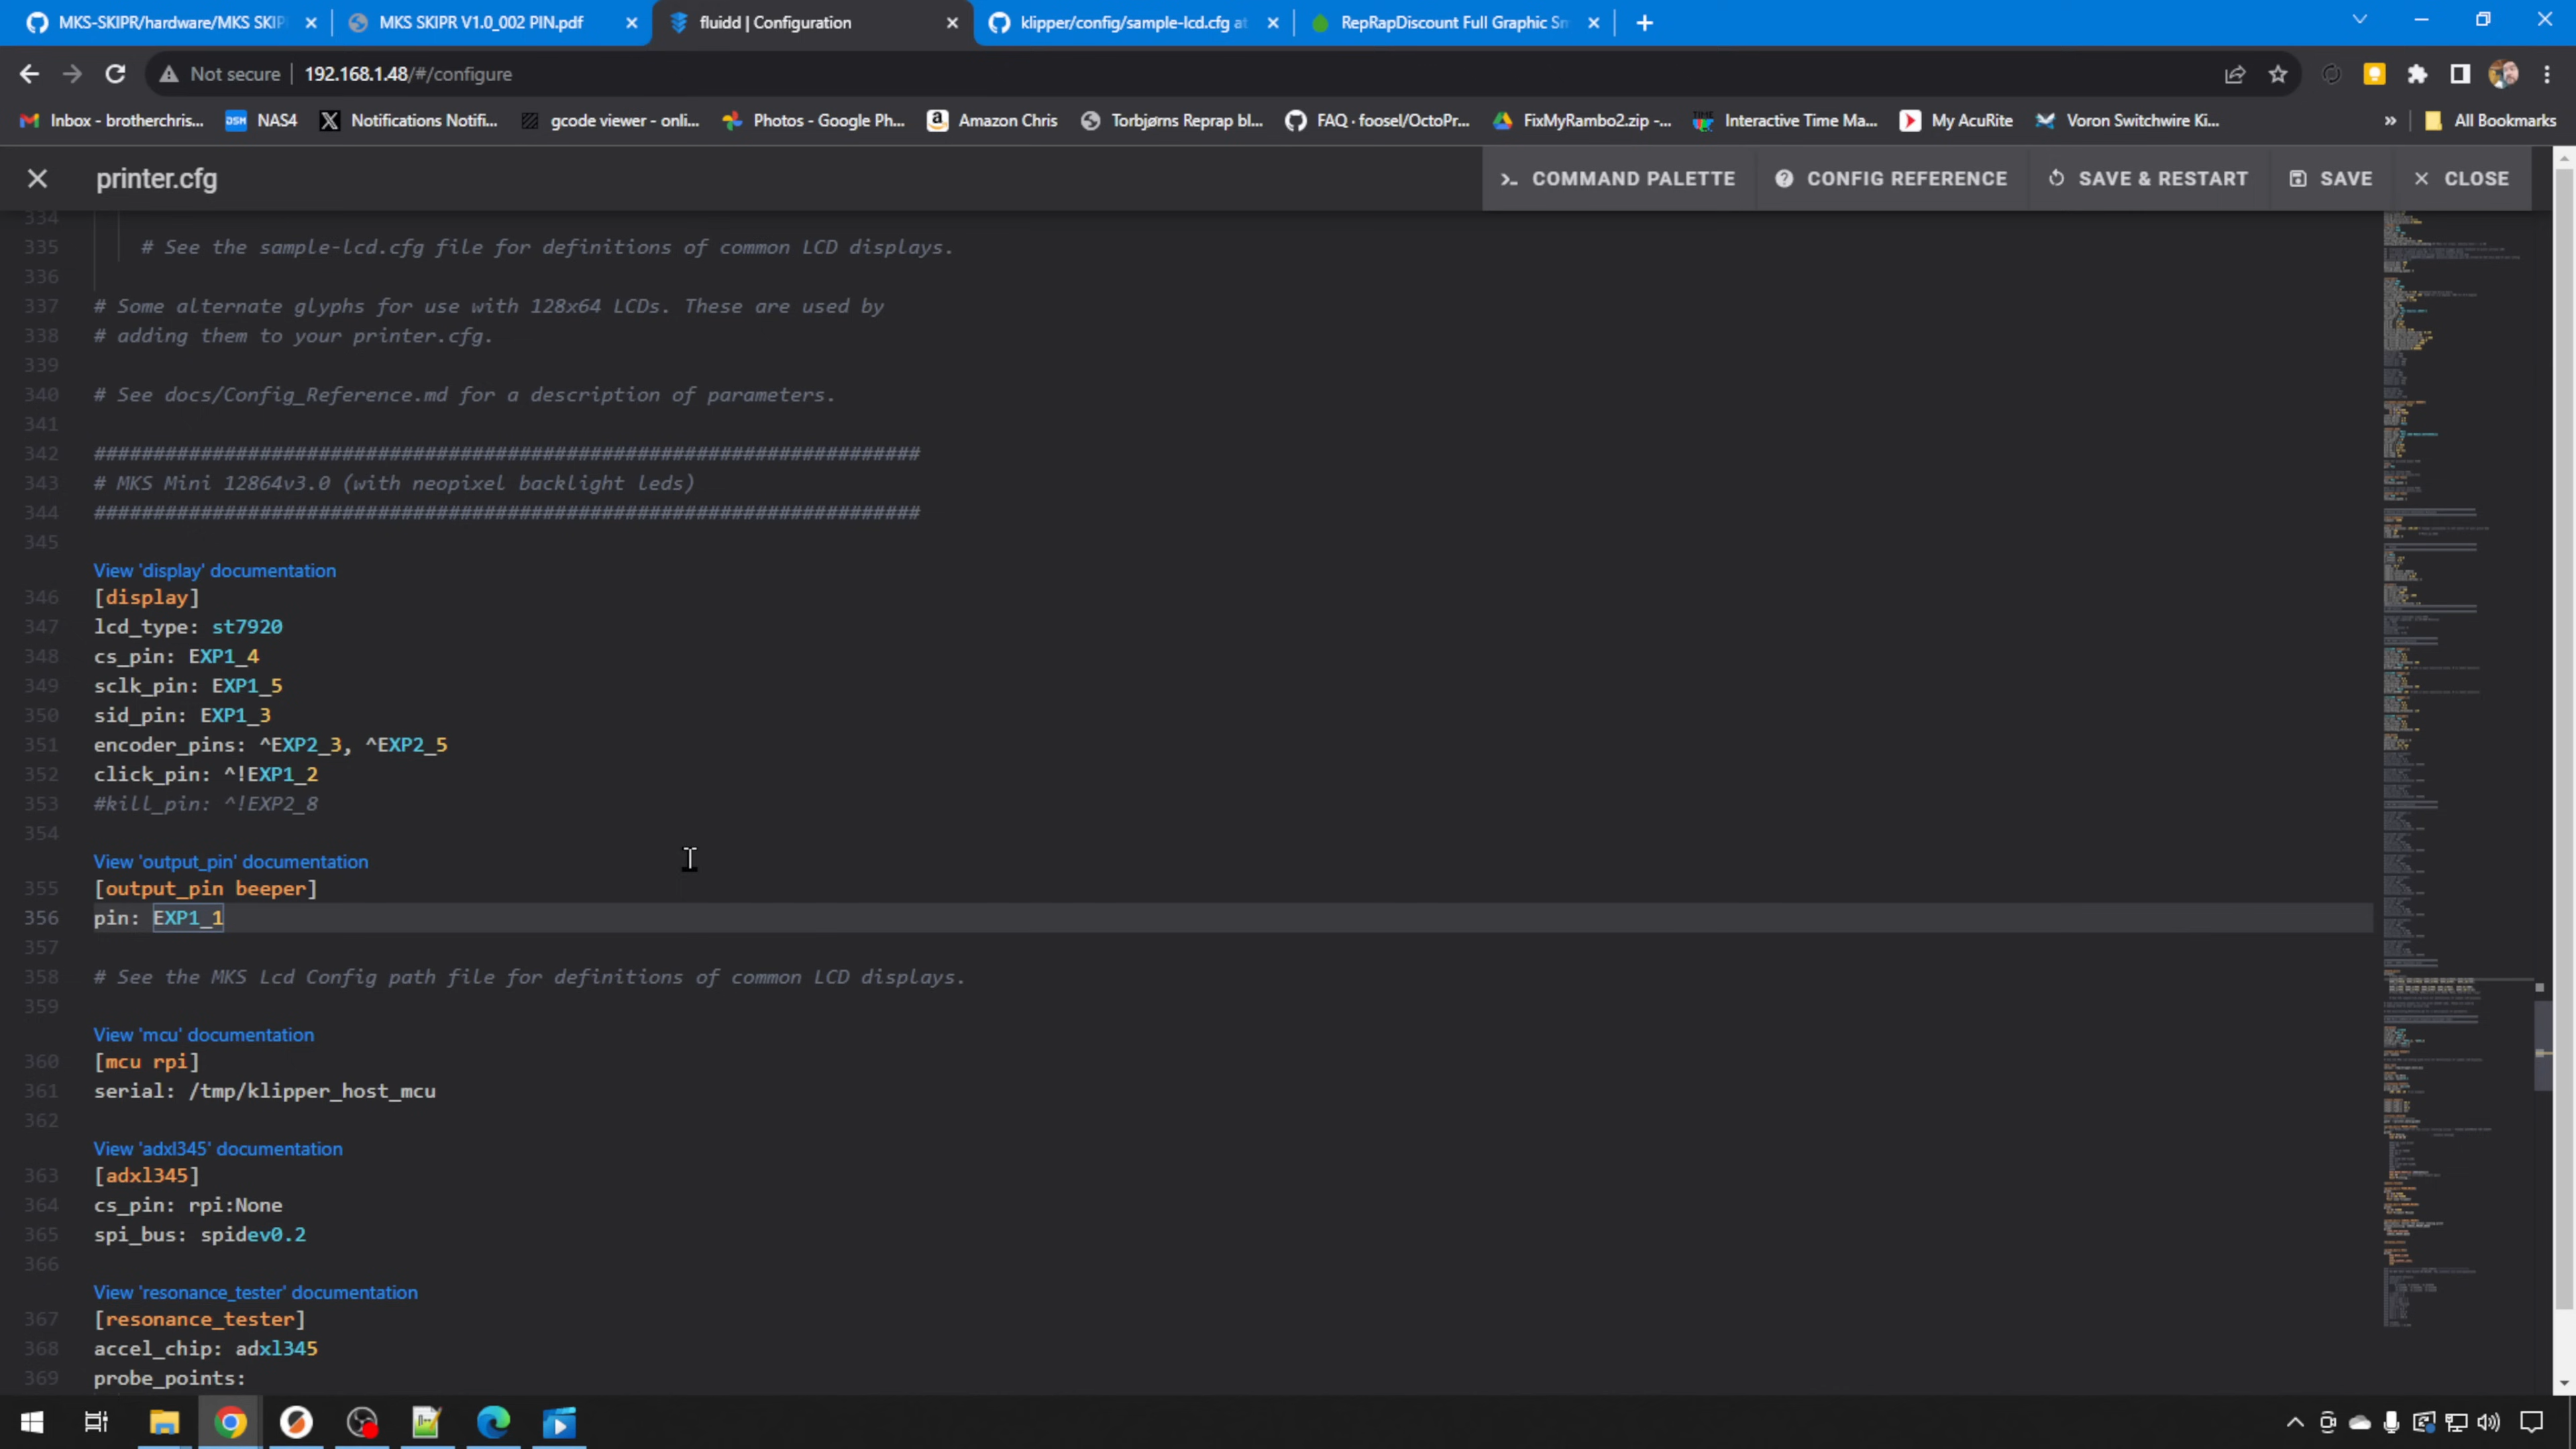 MKS-SKIPR/hardware/MKS SKIP
MKS SKIPR V1.0_002 PIN.pdf
fluidd | Configuration
klipper/config/sample-lcd.cfg at
RepRapDiscount Full Graphic Sm
Not secure
192.168.1.48/#/configure
Inbox - brotherchris...
DSM
NAS4
Notifications Notifi...
gcode viewer - onli...
Photos - Google Ph...
Amazon Chris
Torbjørns Reprap bl...
FAQ · foosel/OctoPr...
FixMyRambo2.zip -...
Interactive Time Ma...
My AcuRite
Voron Switchwire Ki...
»
All Bookmarks
printer.cfg
COMMAND PALETTE
CONFIG REFERENCE
SAVE & RESTART
SAVE
CLOSE
334
335 # See the sample-lcd.cfg file for definitions of common LCD displays.
336
337 # Some alternate glyphs for use with 128x64 LCDs. These are used by
338 # adding them to your printer.cfg.
339
340 # See docs/Config_Reference.md for a description of parameters.
341
342 ######################################################################
343 # MKS Mini 12864v3.0 (with neopixel backlight leds)
344 ######################################################################
345
View 'display' documentation
346 [display]
347 lcd_type: st7920
348 cs_pin: EXP1_4
349 sclk_pin: EXP1_5
350 sid_pin: EXP1_3
351 encoder_pins: ^EXP2_3, ^EXP2_5
352 click_pin: ^!EXP1_2
353 #kill_pin: ^!EXP2_8
354
View 'output_pin' documentation
355 [output_pin beeper]
356 pin: EXP1_1
357
358 # See the MKS Lcd Config path file for definitions of common LCD displays.
359
View 'mcu' documentation
360 [mcu rpi]
361 serial: /tmp/klipper_host_mcu
362
View 'adxl345' documentation
363 [adxl345]
364 cs_pin: rpi:None
365 spi_bus: spidev0.2
366
View 'resonance_tester' documentation
367 [resonance_tester]
368 accel_chip: adxl345
369 probe_points: